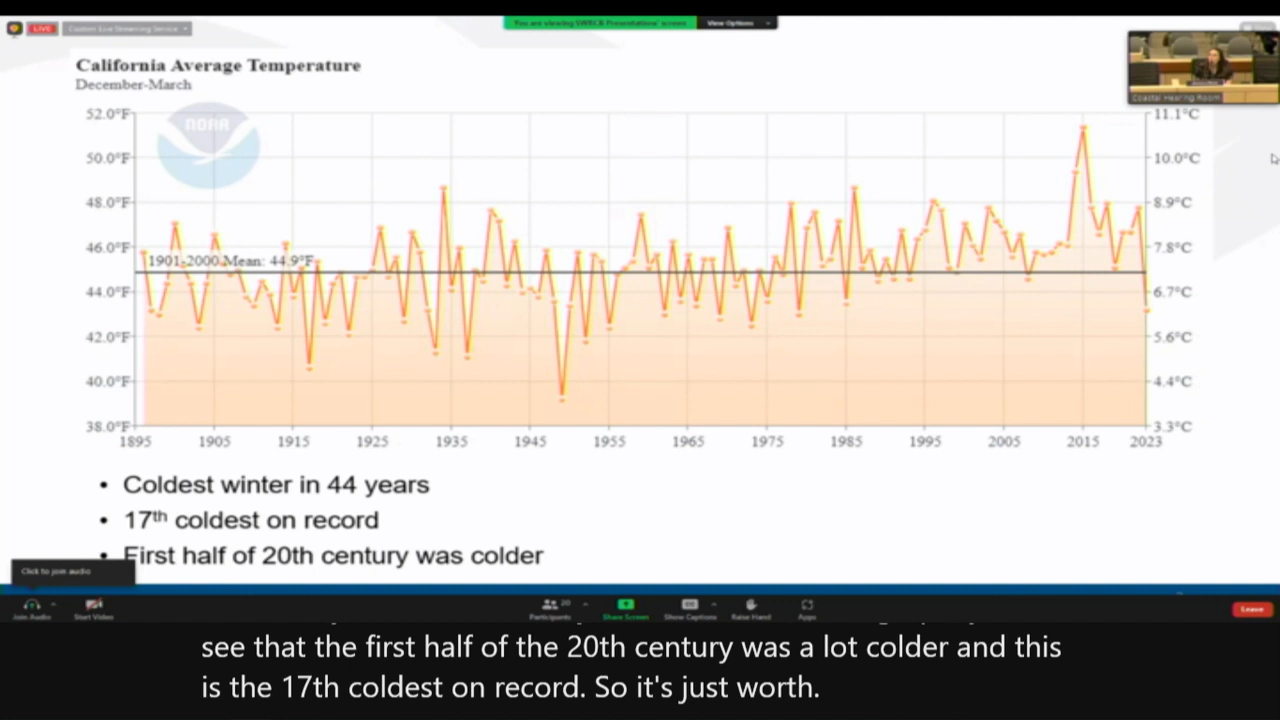 LIVE
Custom Live Streaming Service
You are viewing SWRCB Presentations' screen
View Options
California Average Temperature
December-March
Coastal Hearing Room
NOAA
52.0°F
50.0°F
48.0°F
46.0°F
44.0°F
42.0°F
40.0°F
38.0°F
1901-2000 Mean: 44.9°F
11.1°C
10.0°C
8.9°C
7.8°C
6.7°C
5.6°C
4.4°C
3.3°C
1895 1905 1915 1925 1935 1945 1955 1965 1975 1985 1995 2005 2015 2023
• Coldest winter in 44 years
• 17th coldest on record
• First half of 20th century was colder
Click to join audio
Join Audio
Start Video
Participants
20
Share Screen
Show Captions
Raise Hand
Apps
Leave
see that the first half of the 20th century was a lot colder and this
is the 17th coldest on record. So it's just worth.